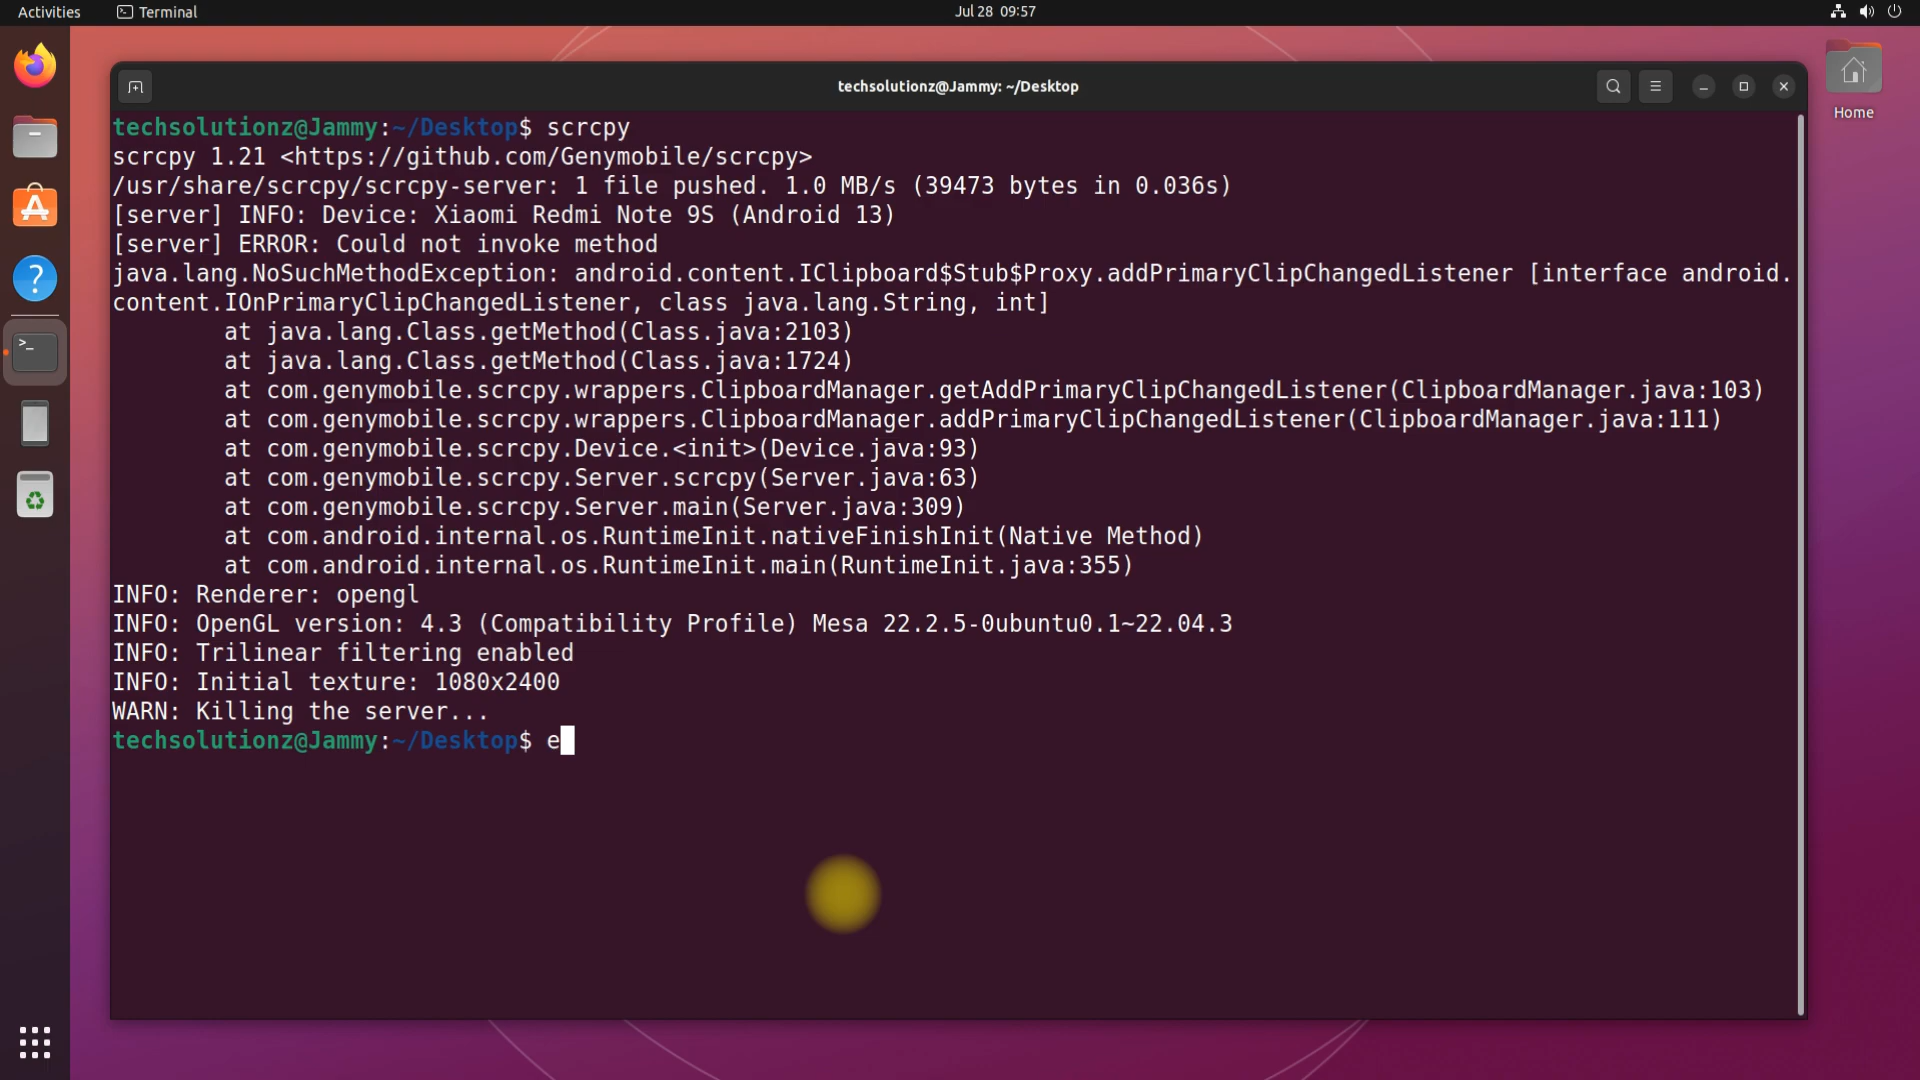 Activities
Terminal
Jul 28 09:57
techsolutionz@Jammy: ~/Desktop
Home
techsolutionz@Jammy:~/Desktop$ scrcpy
scrcpy 1.21 <https://github.com/Genymobile/scrcpy>
/usr/share/scrcpy/scrcpy-server: 1 file pushed. 1.0 MB/s (39473 bytes in 0.036s)
[server] INFO: Device: Xiaomi Redmi Note 9S (Android 13)
[server] ERROR: Could not invoke method
java.lang.NoSuchMethodException: android.content.IClipboard$Stub$Proxy.addPrimaryClipChangedListener [interface android.
content.IOnPrimaryClipChangedListener, class java.lang.String, int]
at java.lang.Class.getMethod(Class.java:2103)
at java.lang.Class.getMethod(Class.java:1724)
at com.genymobile.scrcpy.wrappers.ClipboardManager.getAddPrimaryClipChangedListener(ClipboardManager.java:103)
at com.genymobile.scrcpy.wrappers.ClipboardManager.addPrimaryClipChangedListener(ClipboardManager.java:111)
at com.genymobile.scrcpy.Device.<init>(Device.java:93)
at com.genymobile.scrcpy.Server.scrcpy(Server.java:63)
at com.genymobile.scrcpy.Server.main(Server.java:309)
at com.android.internal.os.RuntimeInit.nativeFinishInit(Native Method)
at com.android.internal.os.RuntimeInit.main(RuntimeInit.java:355)
INFO: Renderer: opengl
INFO: OpenGL version: 4.3 (Compatibility Profile) Mesa 22.2.5-0ubuntu0.1~22.04.3
INFO: Trilinear filtering enabled
INFO: Initial texture: 1080x2400
WARN: Killing the server...
techsolutionz@Jammy:~/Desktop$ e